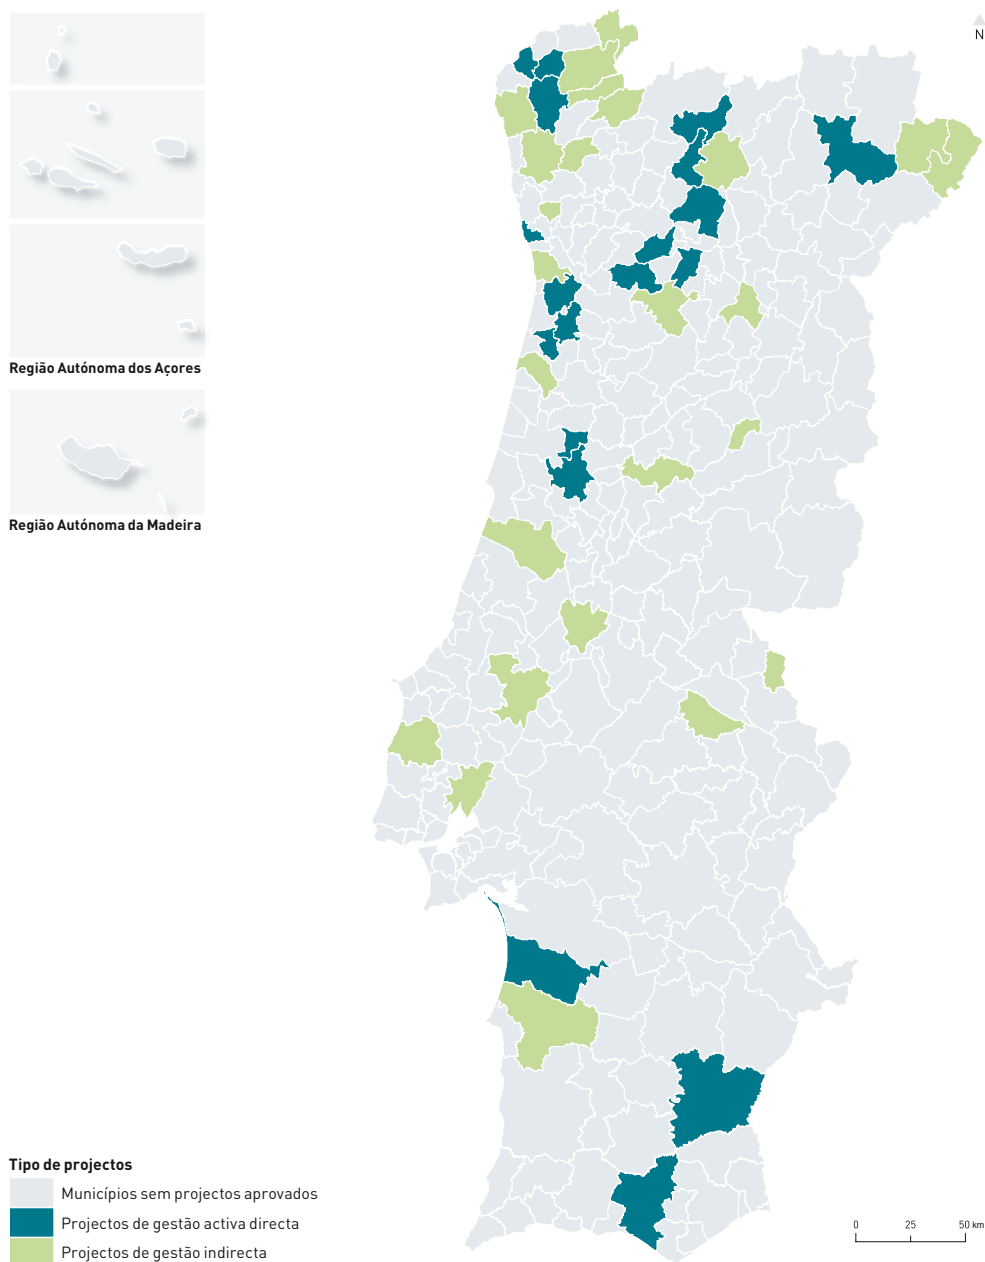 N
Região Autónoma dos Açores
Região Autónoma da Madeira
Tipo de projectos
Municípios sem projectos aprovados
Projectos de gestão activa directa
Projectos de gestão indirecta
0 25 50 km